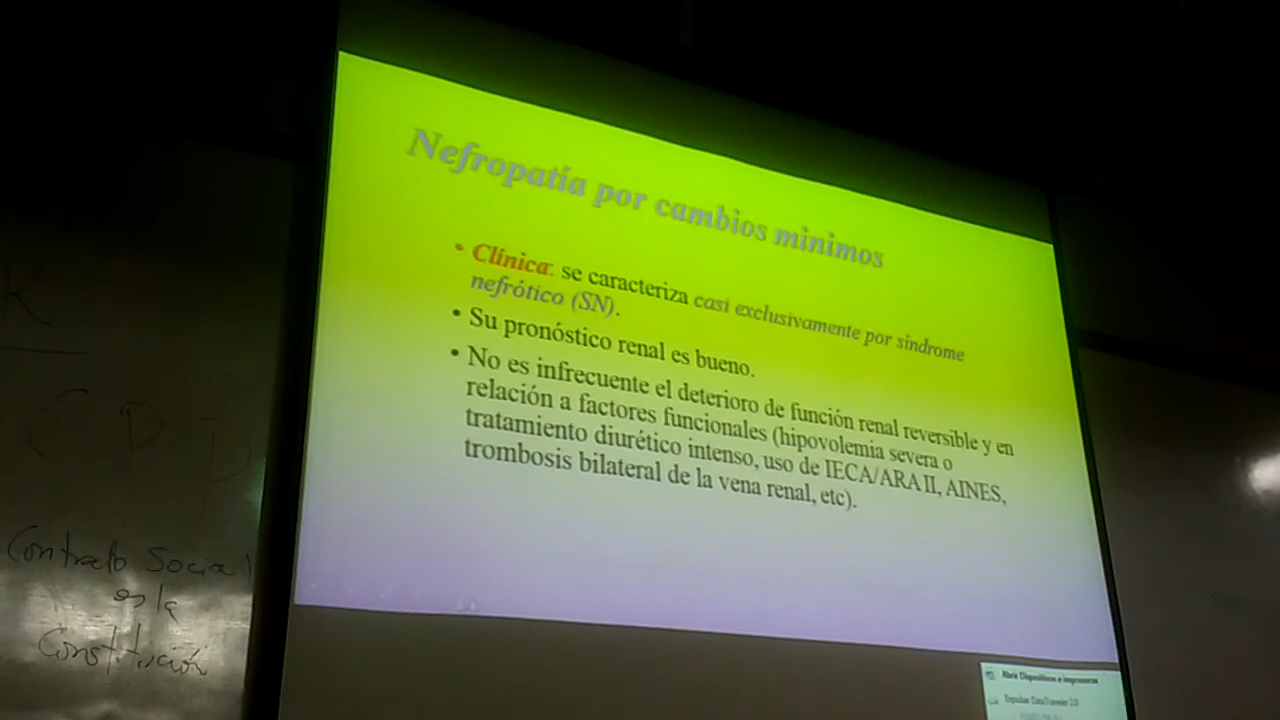 Nefropatía por cambios minimos
• Clínica: se caracteriza casi exclusivamente por sindrome
nefrótico (SN).
• Su pronóstico renal es bueno.
• No es infrecuente el deterioro de función renal reversible y en
relación a factores funcionales (hipovolemia severa o
tratamiento diurético intenso, uso de IECA/ARA II, AINES,
trombosis bilateral de la vena renal, etc).
C D P
Contrato Social
es la
Constitución
Abrir Dispositivos e impresoras
Expulsar DataTraveler 2.0